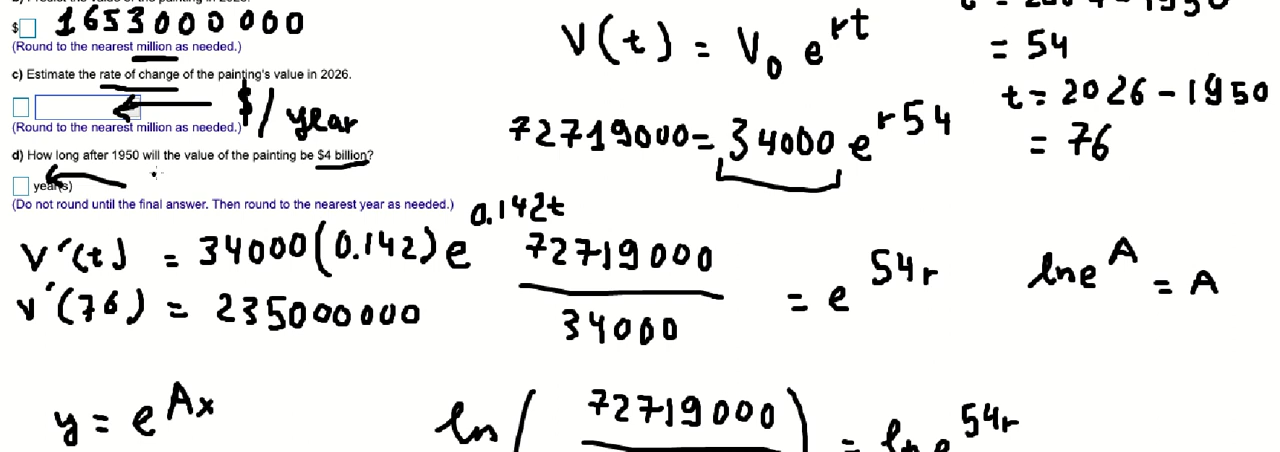 $ 1653000000
(Round to the nearest million as needed.)
c) Estimate the rate of change of the painting's value in 2026.
$/year
(Round to the nearest million as needed.)
d) How long after 1950 will the value of the painting be $4 billion?
year(s)
(Do not round until the final answer. Then round to the nearest year as needed.)
V'(t) = 34000(0.142)e^0.142t
V'(76) = 235000000
y = e^Ax
V(t) = V₀ e^rt
72719000 = 34000 e^r54
72719000
34000
= e^54r
ln( 72719000 ) = ln e^54r
= 54
t = 2026 - 1950
= 76
ln e^A = A